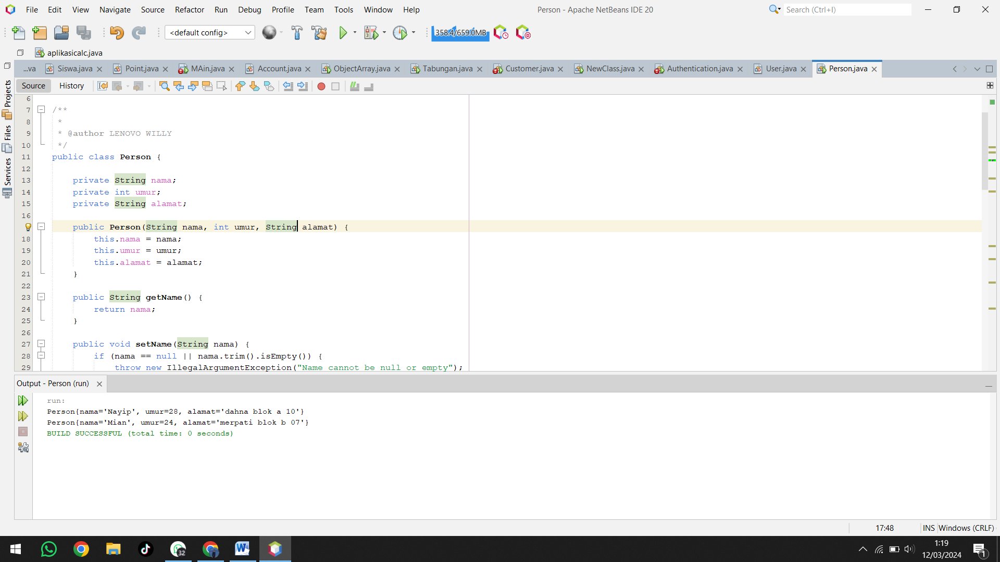 File Edit View Navigate Source Refactor Run Debug Profile Team Tools Window Help
Person - Apache NetBeans IDE 20
Search (Ctrl+I)
<default config>
358.4/659.0MB
aplikasicalc.java
...va Siswa.java Point.java MAin.java Account.java ObjectArray.java Tabungan.java Customer.java NewClass.java Authentication.java User.java Person.java
Source History
Projects
Files
Services
6
7 /**
8 *
9 * @author LENOVO WILLY
10 */
11 public class Person {
12
13 private String nama;
14 private int umur;
15 private String alamat;
16
public Person(String nama, int umur, String alamat) {
18 this.nama = nama;
19 this.umur = umur;
20 this.alamat = alamat;
21 }
22
23 public String getName() {
24 return nama;
25 }
26
27 public void setName(String nama) {
28 if (nama == null || nama.trim().isEmpty()) {
29 throw new IllegalArgumentException("Name cannot be null or empty");
Output - Person (run)
run:
Person{nama='Nayip', umur=28, alamat='dahna blok a 10'}
Person{nama='Mian', umur=24, alamat='merpati blok b 07'}
BUILD SUCCESSFUL (total time: 0 seconds)
17:48 INS Windows (CRLF)
32
1:19
12/03/2024
1